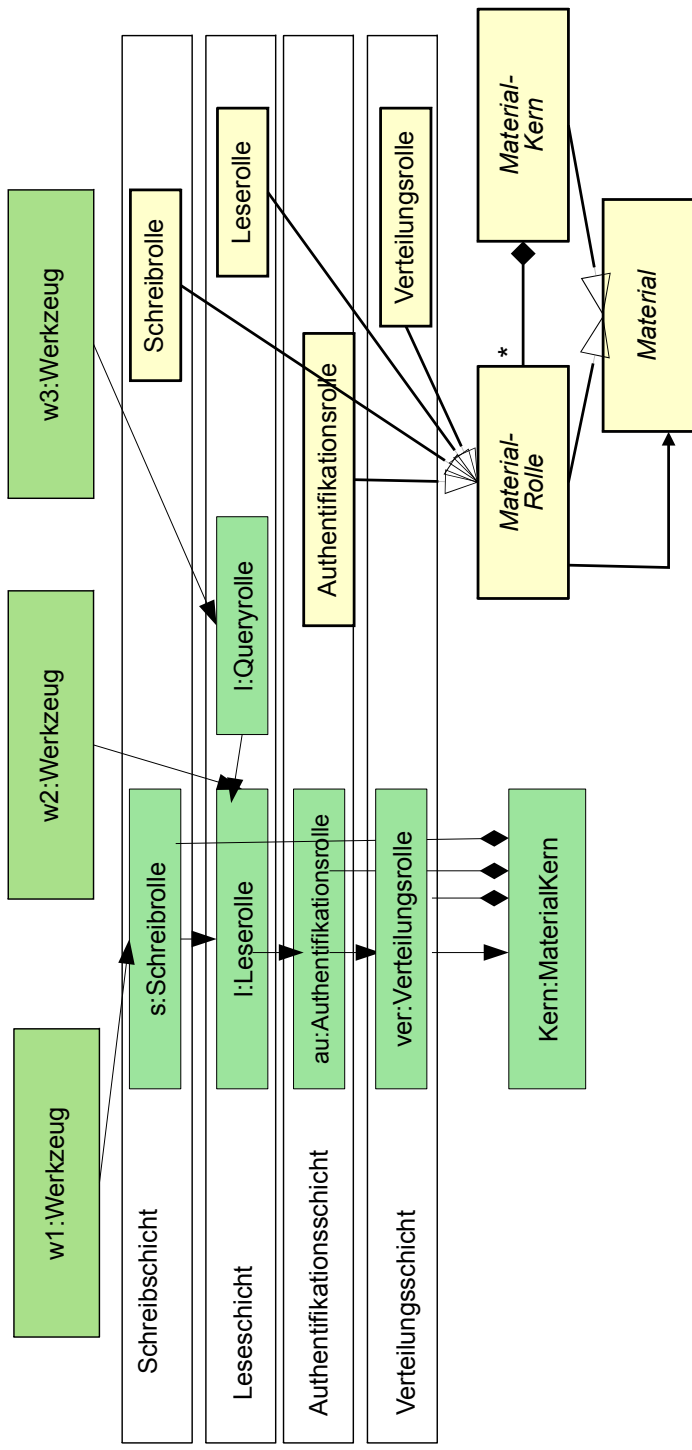 w1:Werkzeug
w2:Werkzeug
w3:Werkzeug
Schreibschicht
s:Schreibrolle
Schreibrolle
Leseschicht
l:Leserolle
l:Queryrolle
Leserolle
Authentifikationsschicht
au:Authentifikationsrolle
Authentifikationsrolle
Verteilungsschicht
ver:Verteilungsrolle
Verteilungsrolle
Kern:MaterialKern
*
Material-
Rolle
Material-
Kern
Material